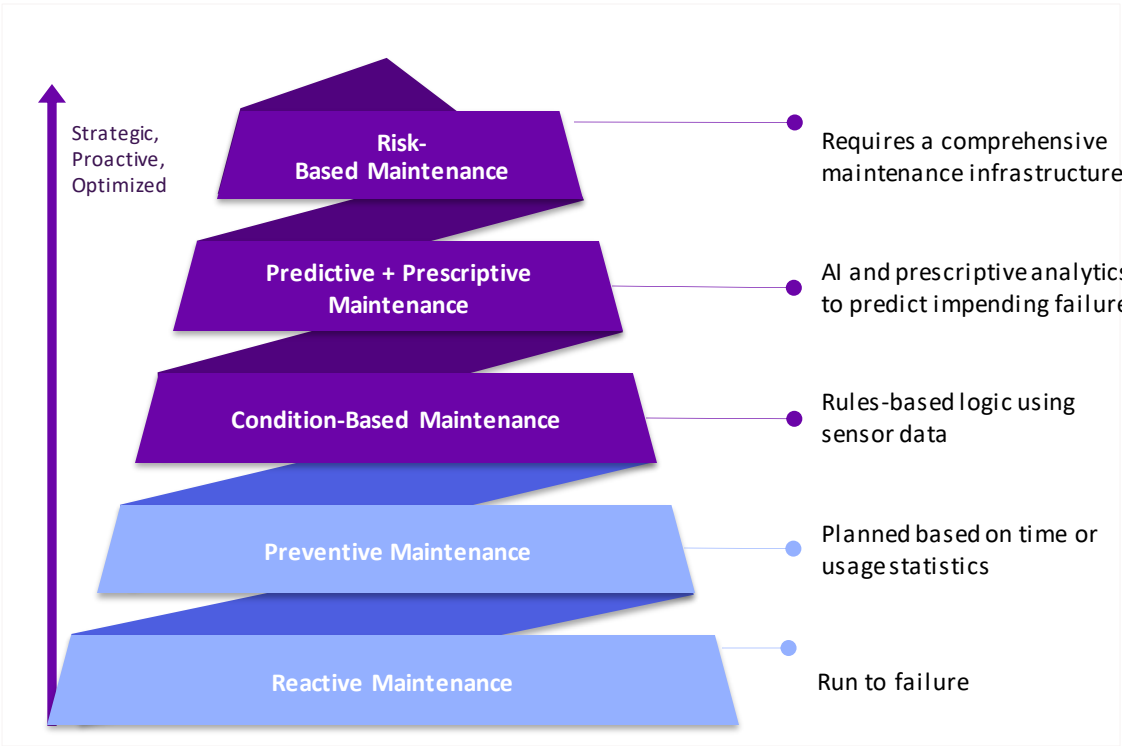 Strategic,
Proactive,
Optimized
Risk-
Based Maintenance
Requires a comprehensive
maintenance infrastructure
Predictive + Prescriptive
Maintenance
AI and prescriptive analytics
to predict impending failure
Condition-Based Maintenance
Rules-based logic using
sensor data
Preventive Maintenance
Planned based on time or
usage statistics
Reactive Maintenance
Run to failure